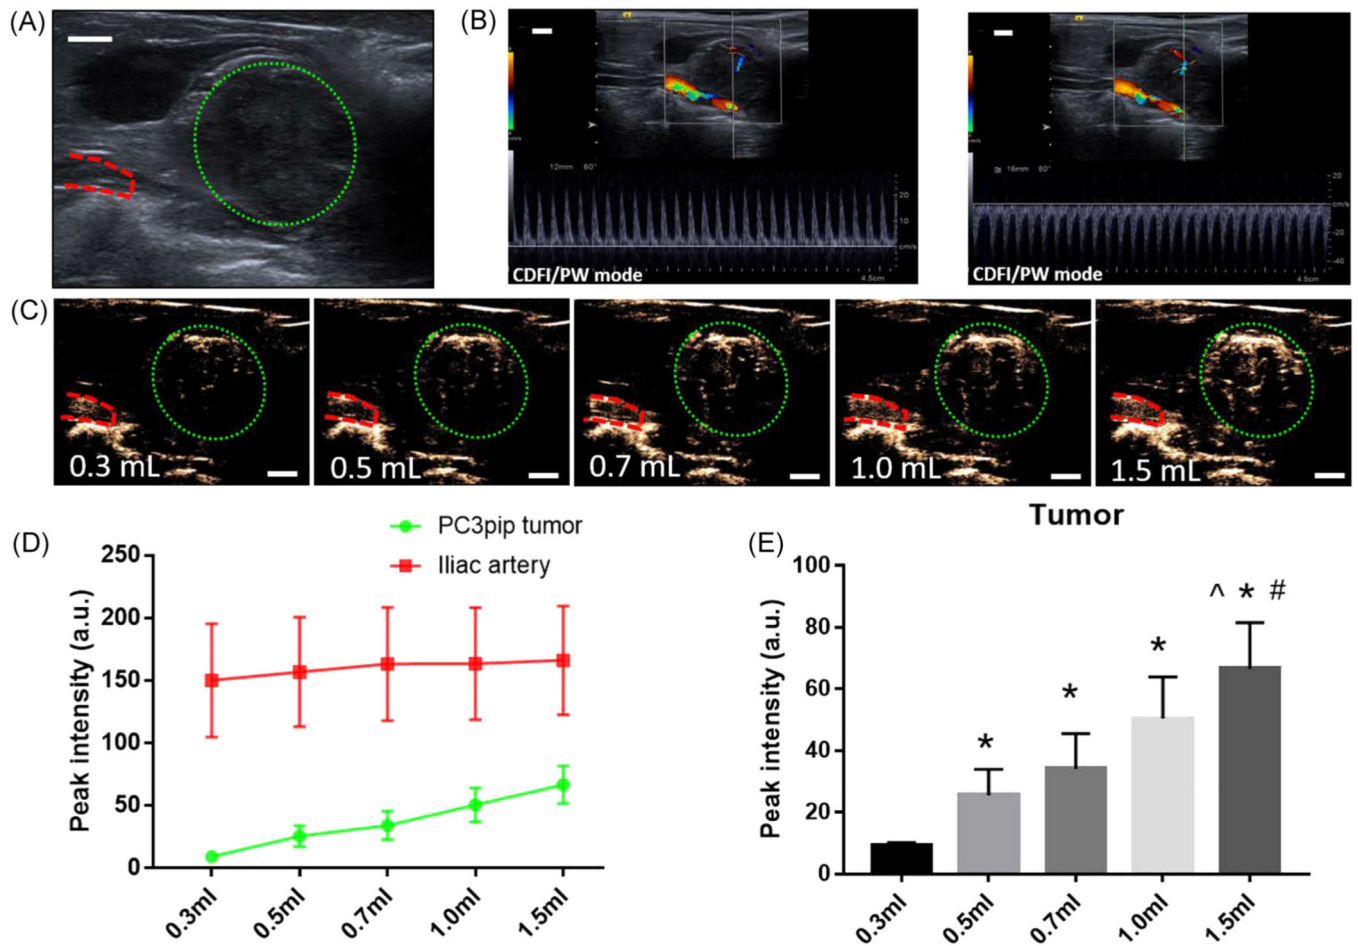 (A)
(B)
12mm 60°
20
10
cm/s
4.5cm
CDFI/PW mode
16mm 60°
20
cm/s
-20
-40
4.5cm
CDFI/PW mode
(C)
0.3 mL
0.5 mL
0.7 mL
1.0 mL
1.5 mL
(D)
PC3pip tumor
Iliac artery
Peak intensity (a.u.)
250
200
150
100
50
0
0.3ml
0.5ml
0.7ml
1.0ml
1.5ml
(E)
Tumor
Peak intensity (a.u.)
100
80
60
40
20
0
*
*
*
^ * #
0.3ml
0.5ml
0.7ml
1.0ml
1.5ml